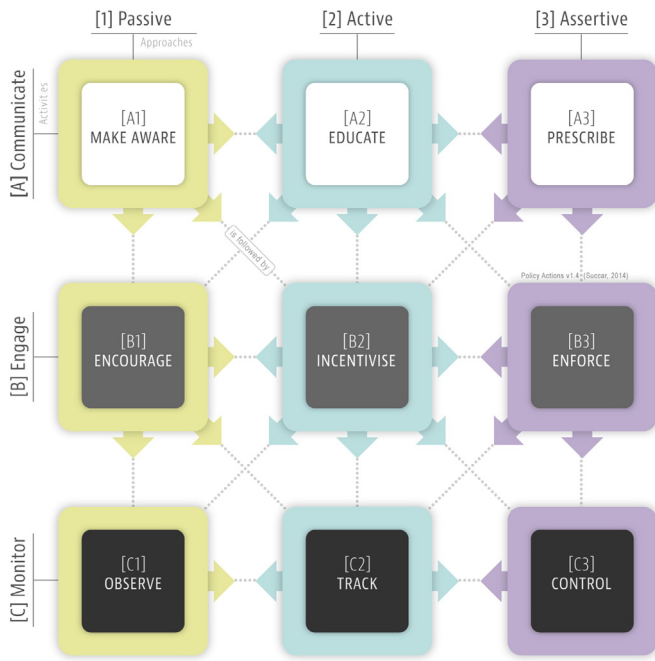 [1] Passive
[2] Active
[3] Assertive
Approaches
[A] Communicate
Activities
[A1]
MAKE AWARE
[A2]
EDUCATE
[A3]
PRESCRIBE
is followed by
Policy Actions v1.4 (Succar, 2014)
[B] Engage
[B1]
ENCOURAGE
[B2]
INCENTIVISE
[B3]
ENFORCE
[C] Monitor
[C1]
OBSERVE
[C2]
TRACK
[C3]
CONTROL